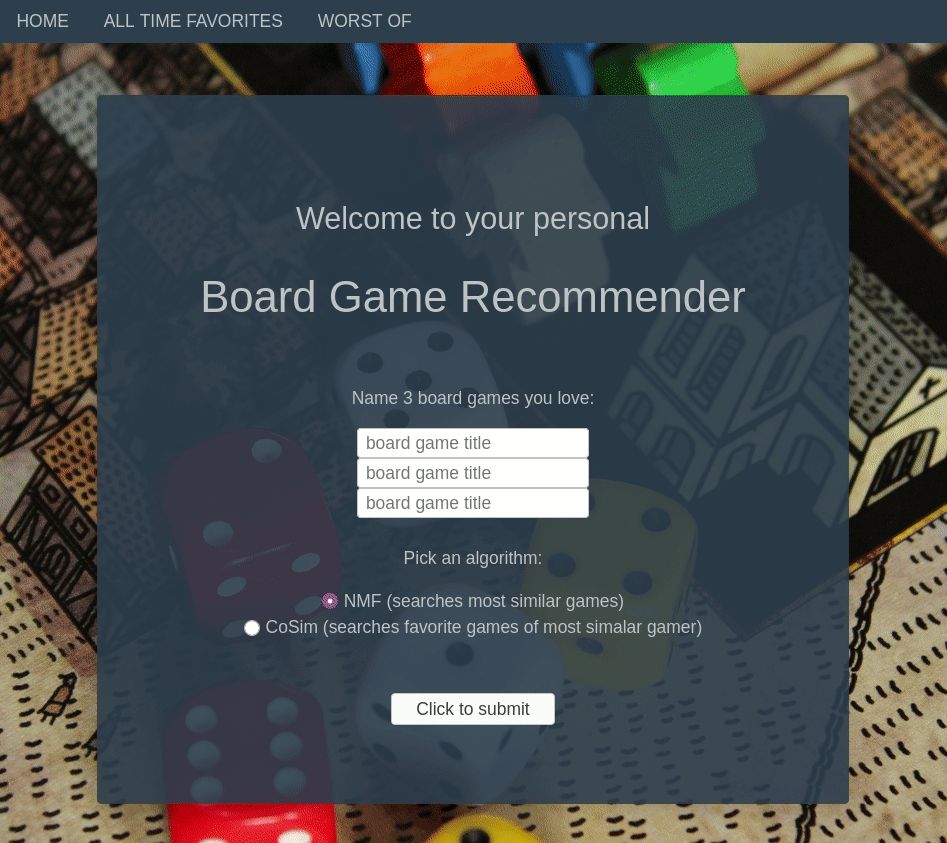 HOME ALL TIME FAVORITES WORST OF
Welcome to your personal
Board Game Recommender
Name 3 board games you love:
board game title
board game title
board game title
Pick an algorithm:
NMF (searches most similar games)
CoSim (searches favorite games of most simalar gamer)
Click to submit